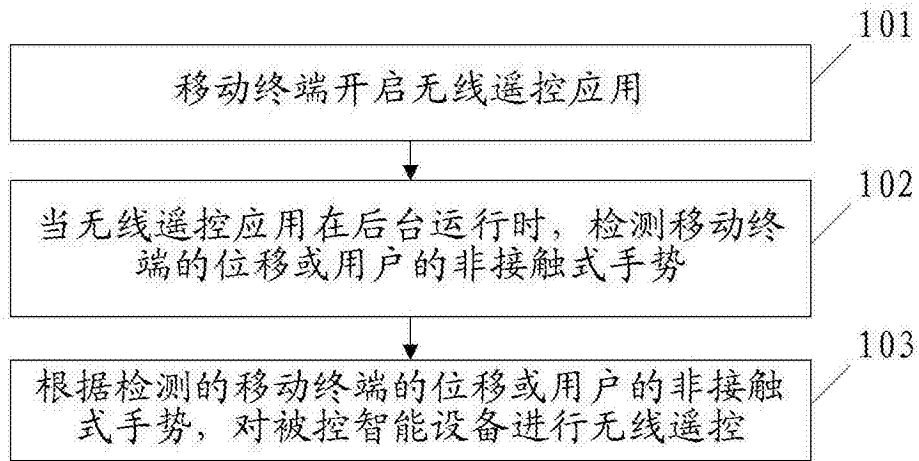 101
移动终端开启无线遥控应用
102
当无线遥控应用在后台运行时，检测移动终
端的位移或用户的非接触式手势
103
根据检测的移动终端的位移或用户的非接触
式手势，对被控智能设备进行无线遥控